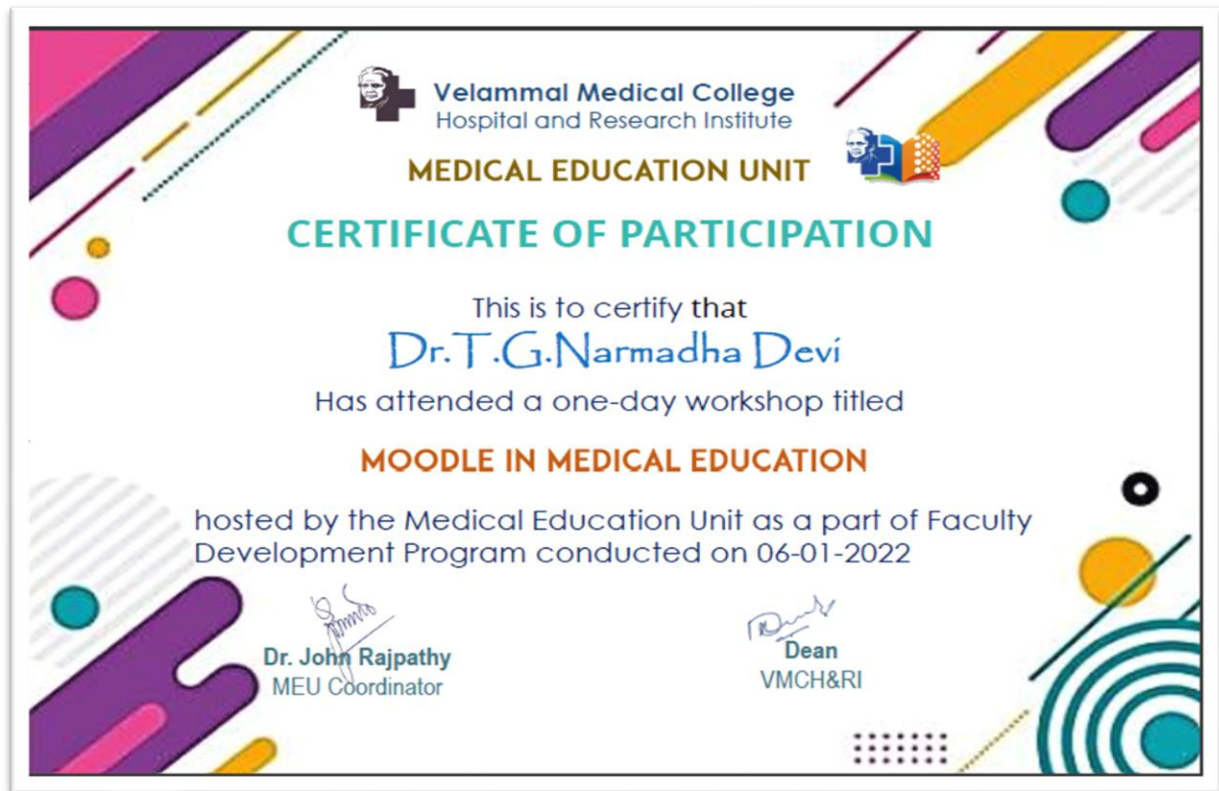 Velammal Medical College
Hospital and Research Institute
MEDICAL EDUCATION UNIT
CERTIFICATE OF PARTICIPATION
This is to certify that
Dr.T.G.Narmadha Devi
Has attended a one-day workshop titled
MOODLE IN MEDICAL EDUCATION
hosted by the Medical Education Unit as a part of Faculty
Development Program conducted on 06-01-2022
Dr. John Rajpathy
MEU Coordinator
Dean
VMCH&RI